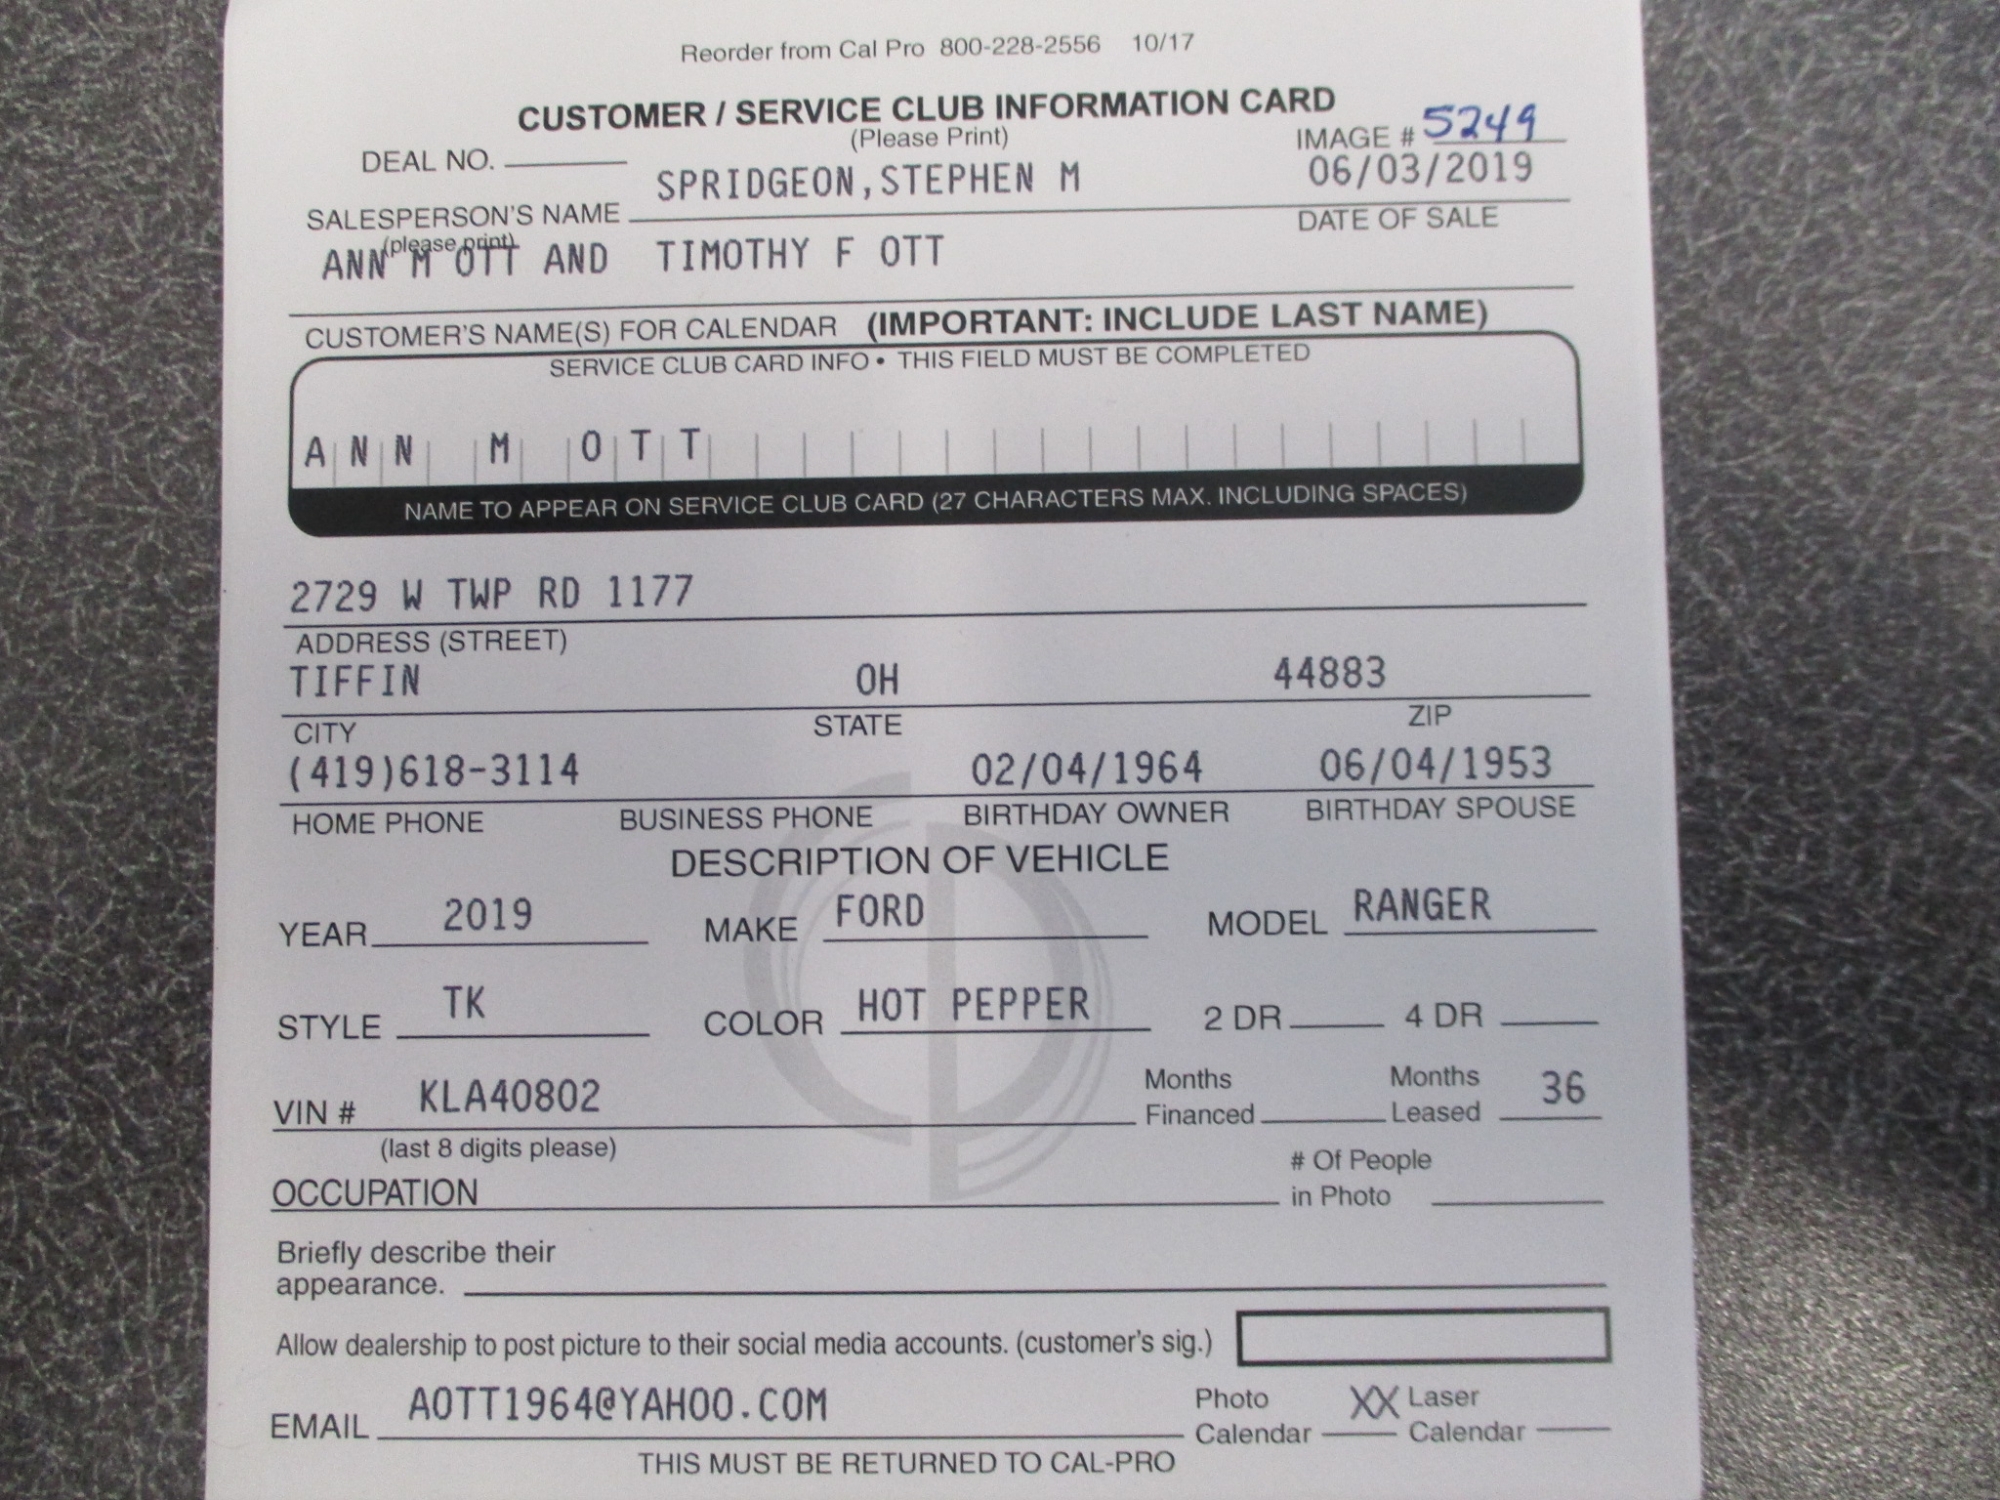 Reorder from Cal Pro 800-228-2556 10/17
CUSTOMER / SERVICE CLUB INFORMATION CARD
(Please Print)
IMAGE # 5249
DEAL NO.
SPRIDGEON,STEPHEN M 06/03/2019
SALESPERSON'S NAME DATE OF SALE
(please print)
ANN M OTT AND TIMOTHY F OTT
CUSTOMER'S NAME(S) FOR CALENDAR (IMPORTANT: INCLUDE LAST NAME)
SERVICE CLUB CARD INFO • THIS FIELD MUST BE COMPLETED
ANN M OTT
NAME TO APPEAR ON SERVICE CLUB CARD (27 CHARACTERS MAX. INCLUDING SPACES)
2729 W TWP RD 1177
ADDRESS (STREET)
TIFFIN OH 44883
CITY STATE ZIP
(419)618-3114 02/04/1964 06/04/1953
HOME PHONE BUSINESS PHONE BIRTHDAY OWNER BIRTHDAY SPOUSE
DESCRIPTION OF VEHICLE
YEAR 2019 MAKE FORD MODEL RANGER
STYLE TK COLOR HOT PEPPER 2 DR 4 DR
VIN # KLA40802 Months Financed Months Leased 36
(last 8 digits please)
OCCUPATION # Of People in Photo
Briefly describe their
appearance.
Allow dealership to post picture to their social media accounts. (customer's sig.)
EMAIL AOTT1964@YAHOO.COM Photo Calendar XX Laser Calendar
THIS MUST BE RETURNED TO CAL-PRO